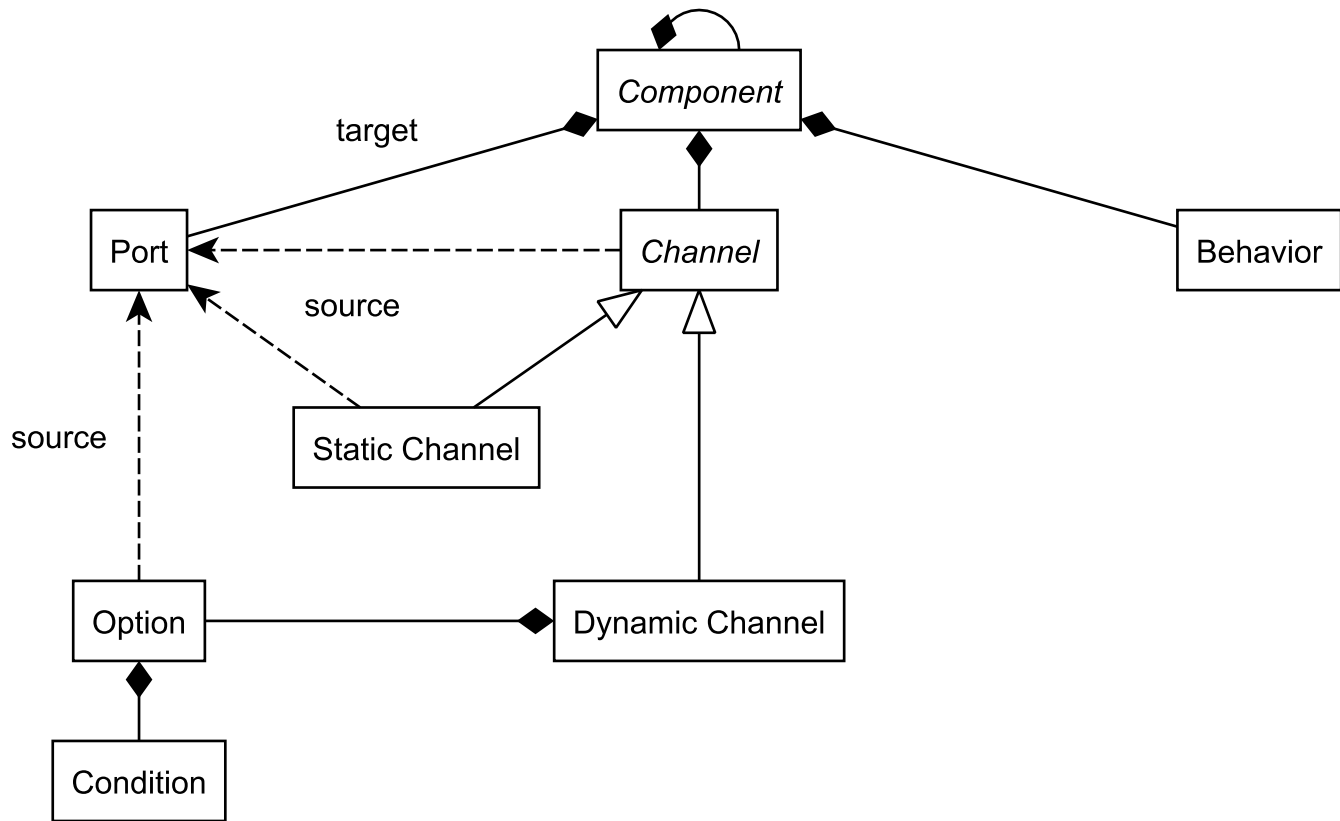 Component
target
Port
Channel
Behavior
source
Static Channel
source
Option
Dynamic Channel
Condition